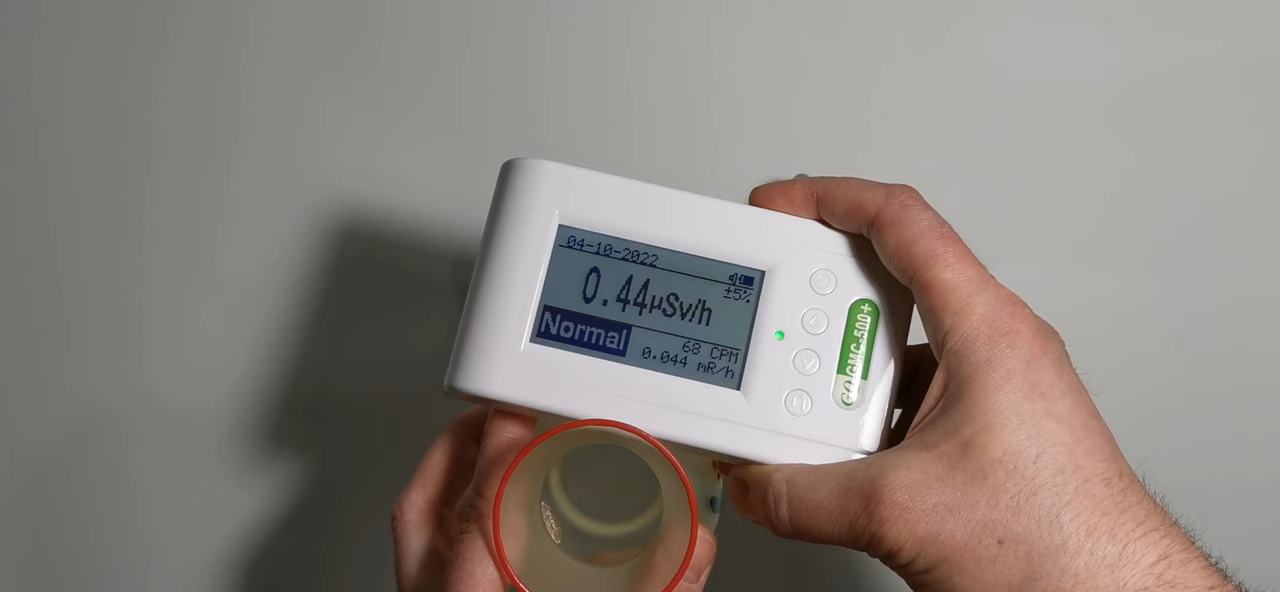 04-10-2022
±5%
0.44µSv/h
Normal
68 CPM
0.044 mR/h
GQ GMC-500+